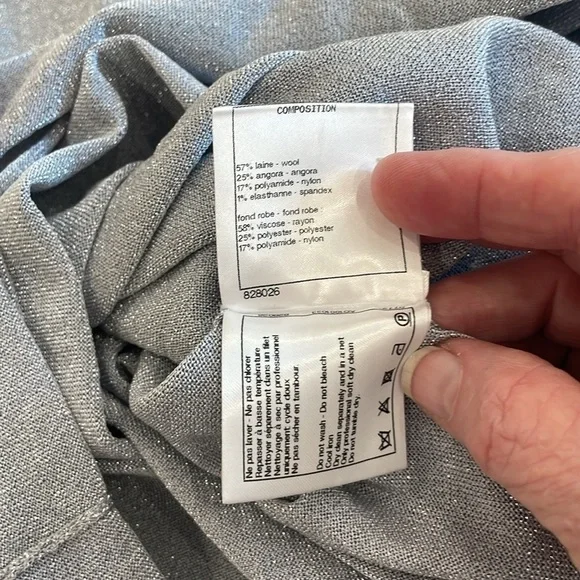 COMPOSITION
57% laine - wool
25% angora - angora
17% polyamide - nylon
1% elasthanne - spandex
fond robe - fond robe :
58% viscose - rayon
25% polyester - polyester
17% polyamide - nylon
828026
Ne pas laver - Ne pas chlorer
Repasser à basse température
Nettoyer séparement dans un filet
Nettoyage à sec par professionnel
uniquement: cycle doux
Ne pas sécher en tambour.
Do not wash - Do not bleach
Cool iron
Dry clean separately and in a net
Only professional soft dry clean
Do not tumble dry.
P